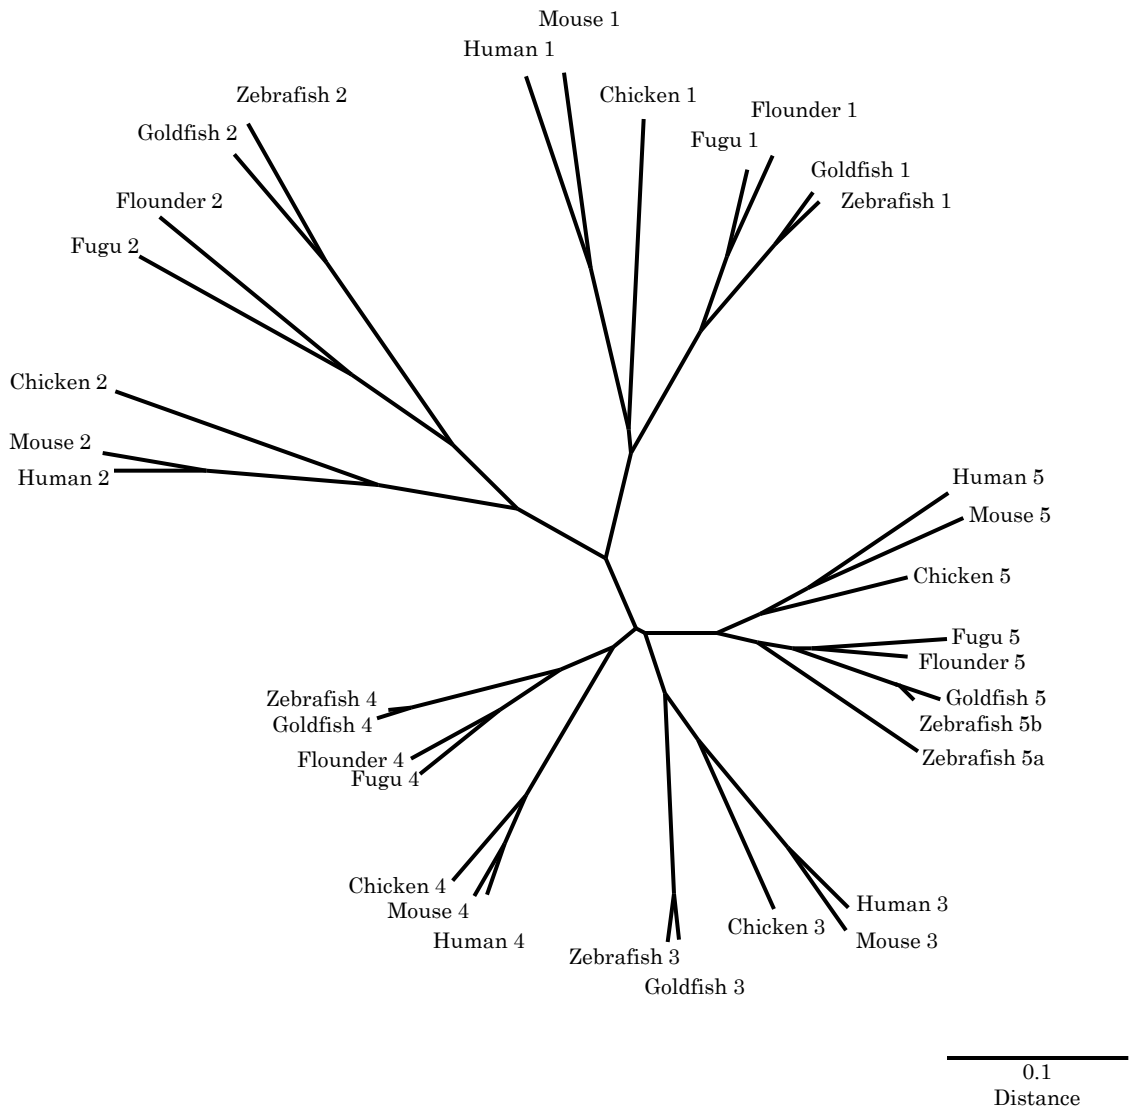 Mouse 1
Human 1
Zebrafish 2
Chicken 1
Flounder 1
Goldfish 2
Fugu 1
Goldfish 1
Flounder 2
Zebrafish 1
Fugu 2
Chicken 2
Mouse 2
Human 2
Human 5
Mouse 5
Chicken 5
Fugu 5
Flounder 5
Zebrafish 4
Goldfish 5
Goldfish 4
Zebrafish 5b
Flounder 4
Zebrafish 5a
Fugu 4
Chicken 4
Mouse 4
Human 3
Human 4
Chicken 3
Mouse 3
Zebrafish 3
Goldfish 3
0.1
Distance